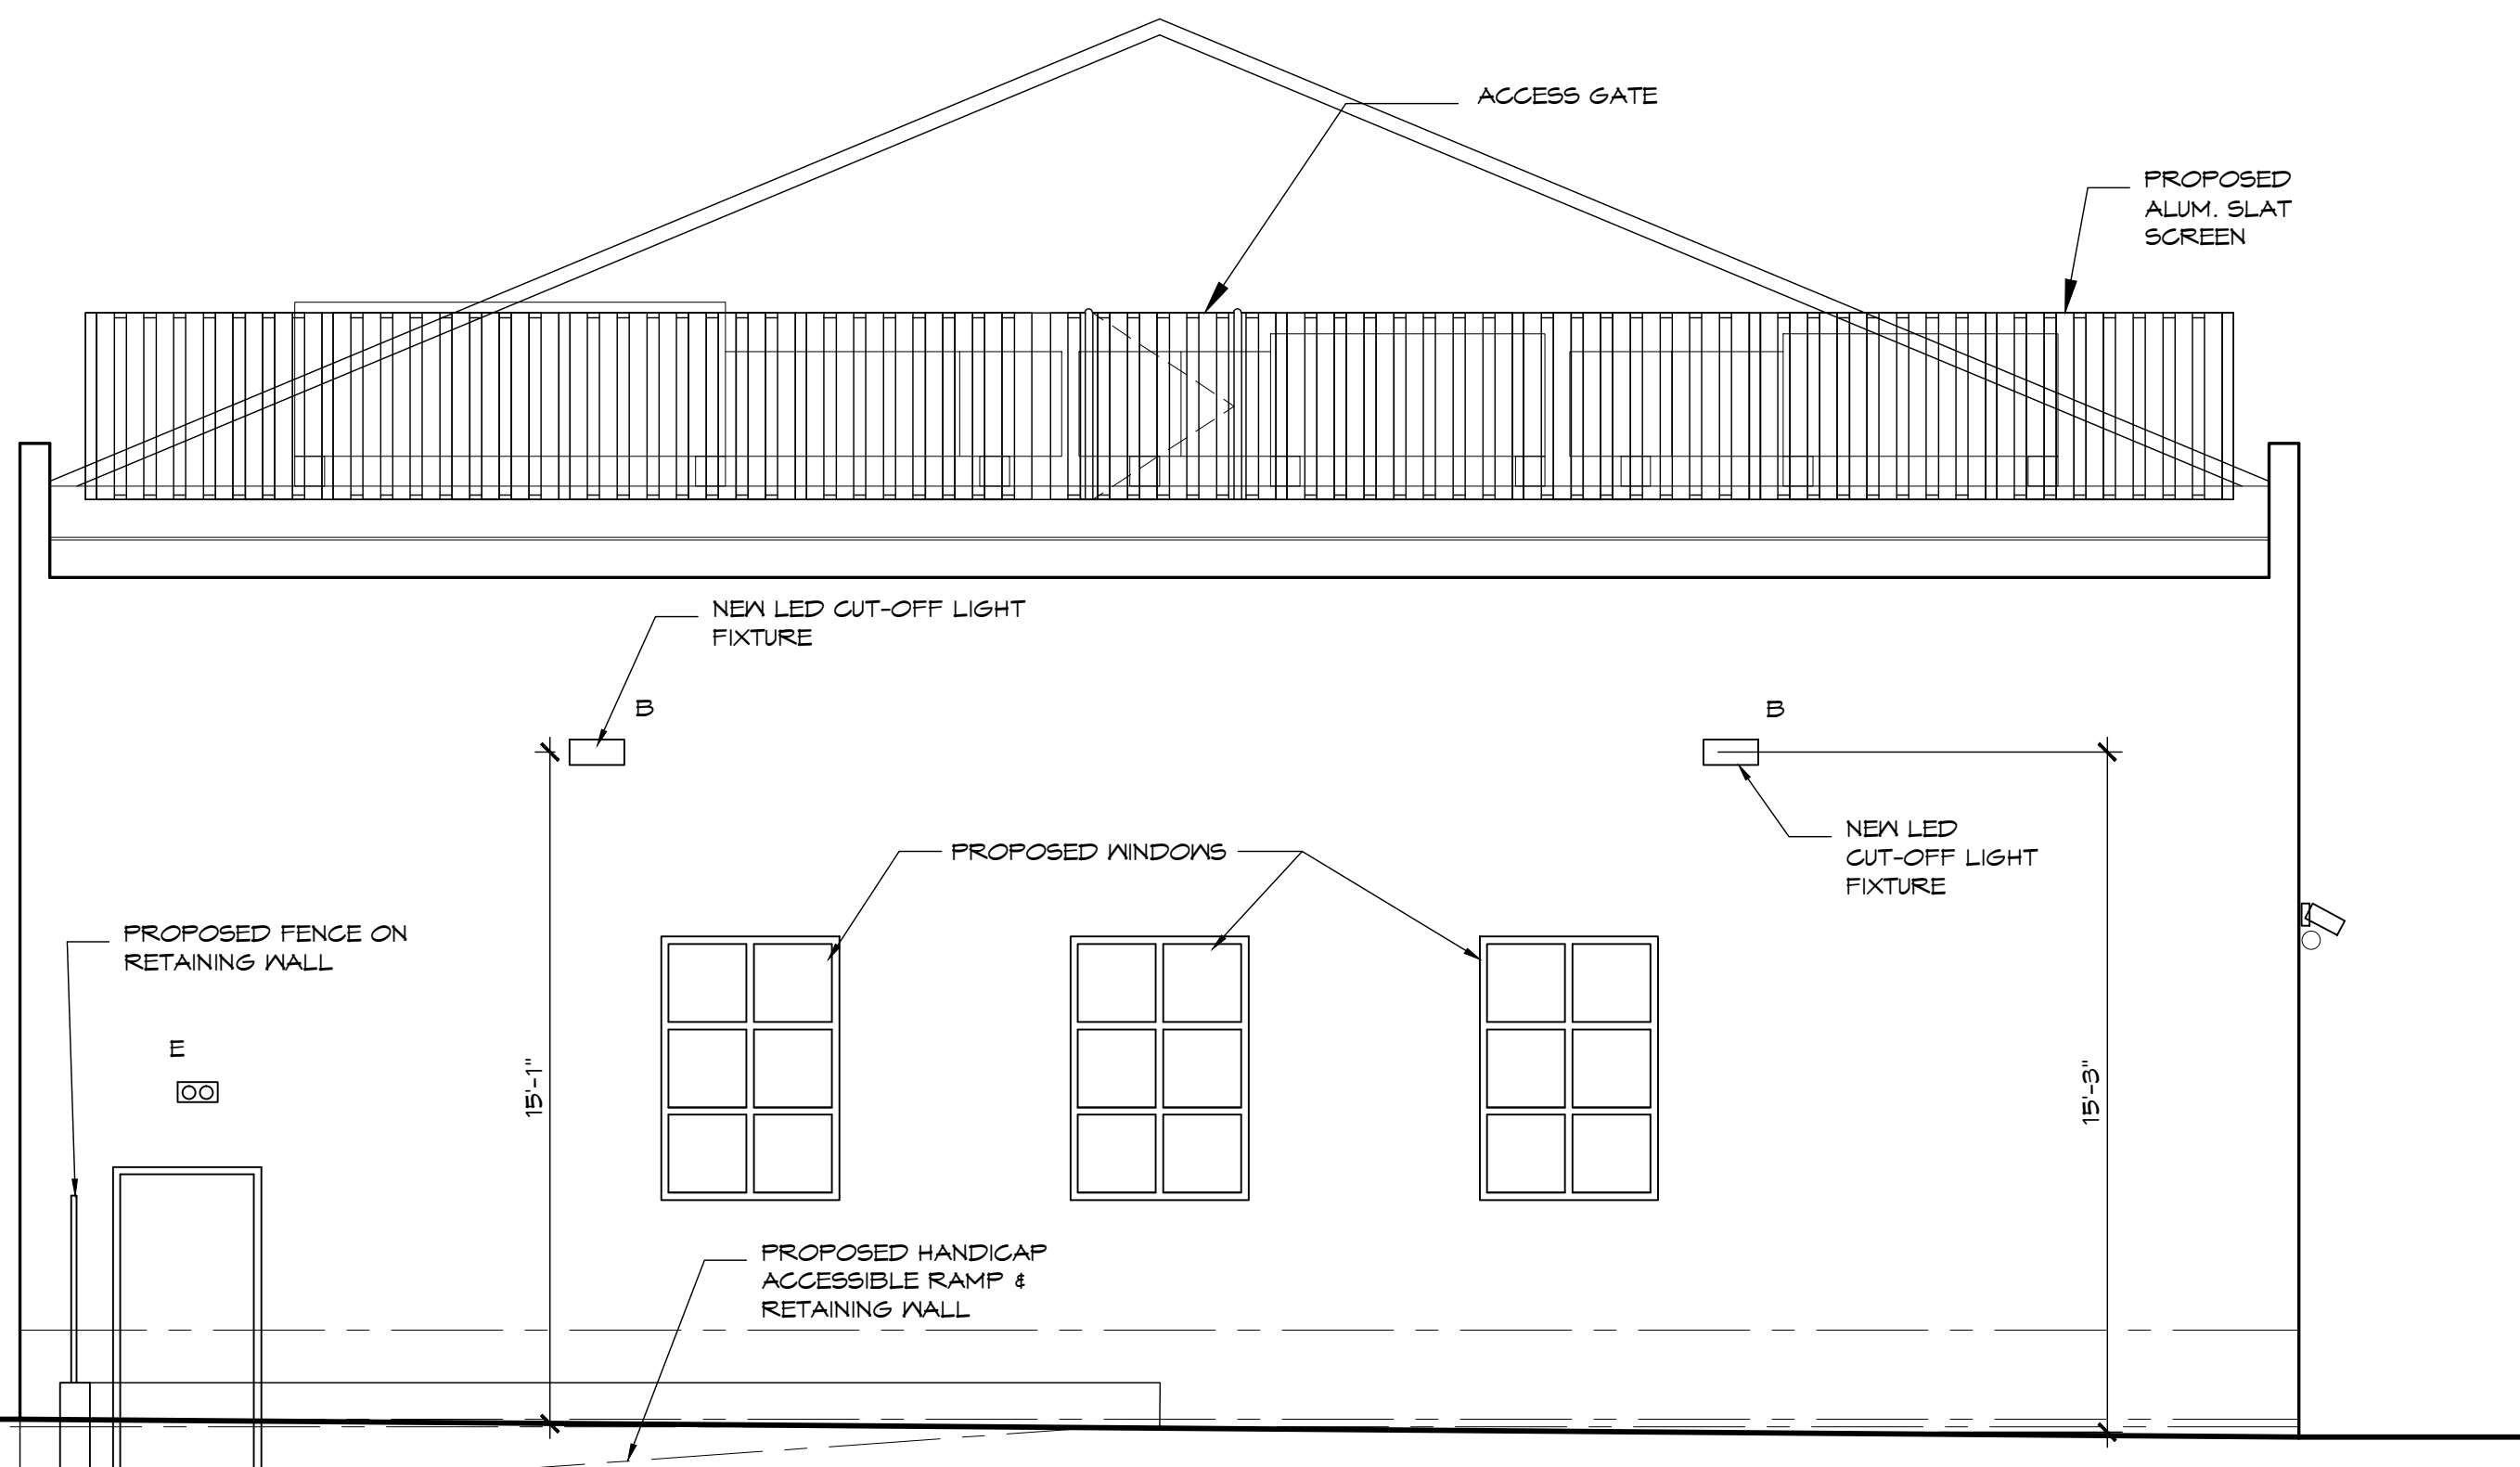 ACCESS GATE
PROPOSED
ALUM. SLAT
SCREEN
NEW LED CUT-OFF LIGHT
FIXTURE
B
B
NEW LED
CUT-OFF LIGHT
FIXTURE
PROPOSED WINDOWS
PROPOSED FENCE ON
RETAINING WALL
E
15'-1"
15'-3"
PROPOSED HANDICAP
ACCESSIBLE RAMP &
RETAINING WALL